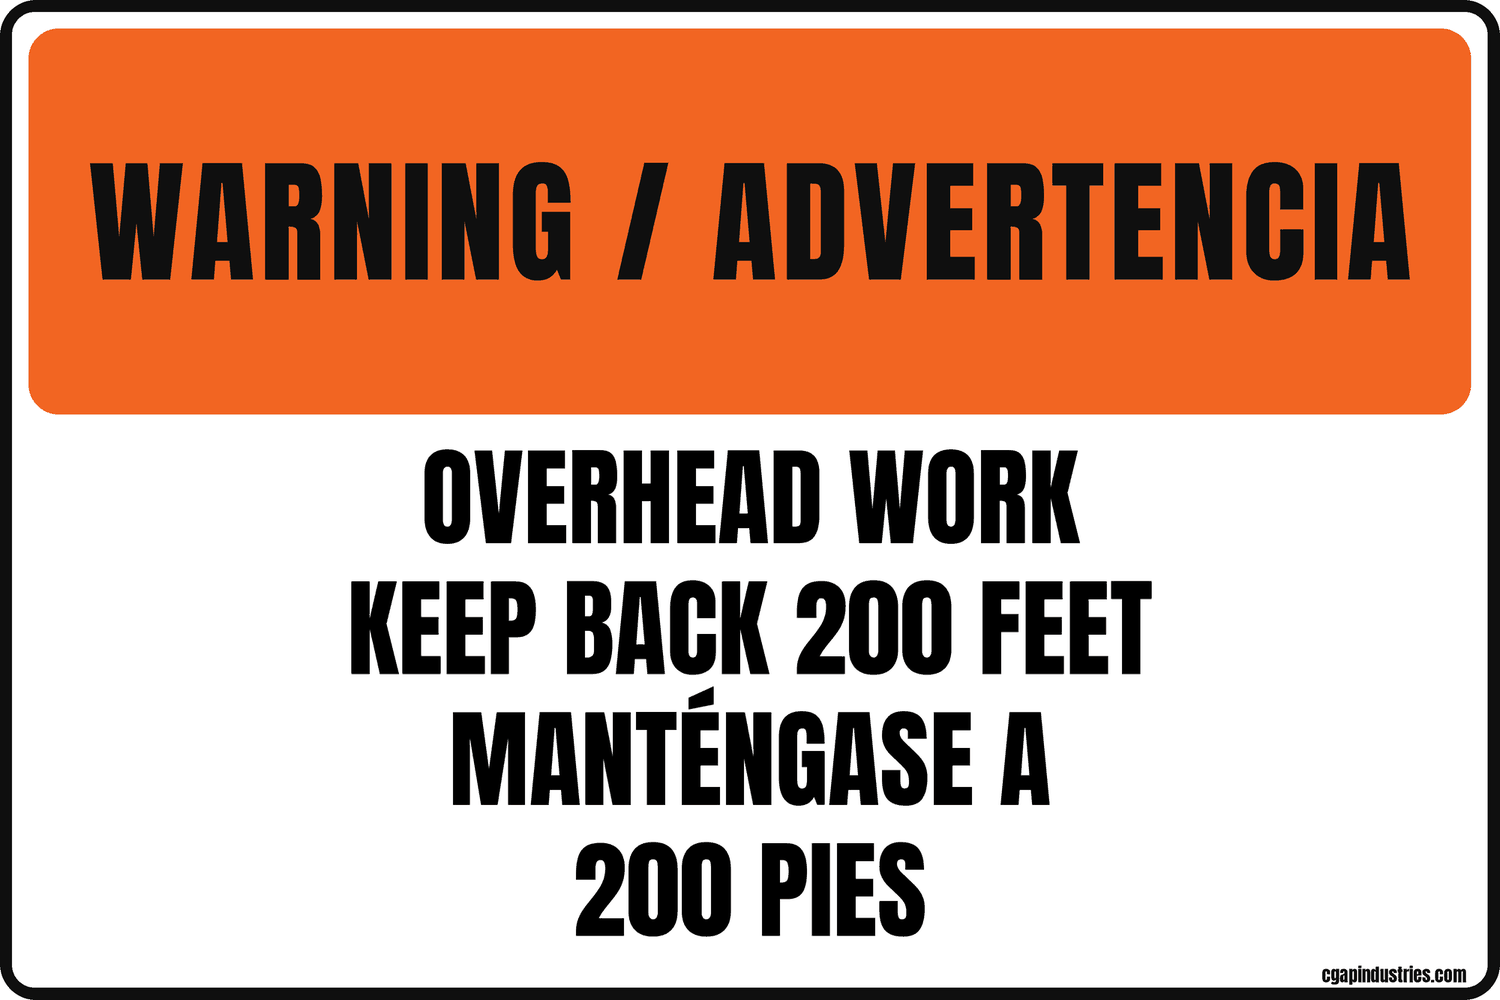 WARNING / ADVERTENCIA
OVERHEAD WORK
KEEP BACK 200 FEET
MANTÉNGASE A
200 PIES
cgapindustries.com